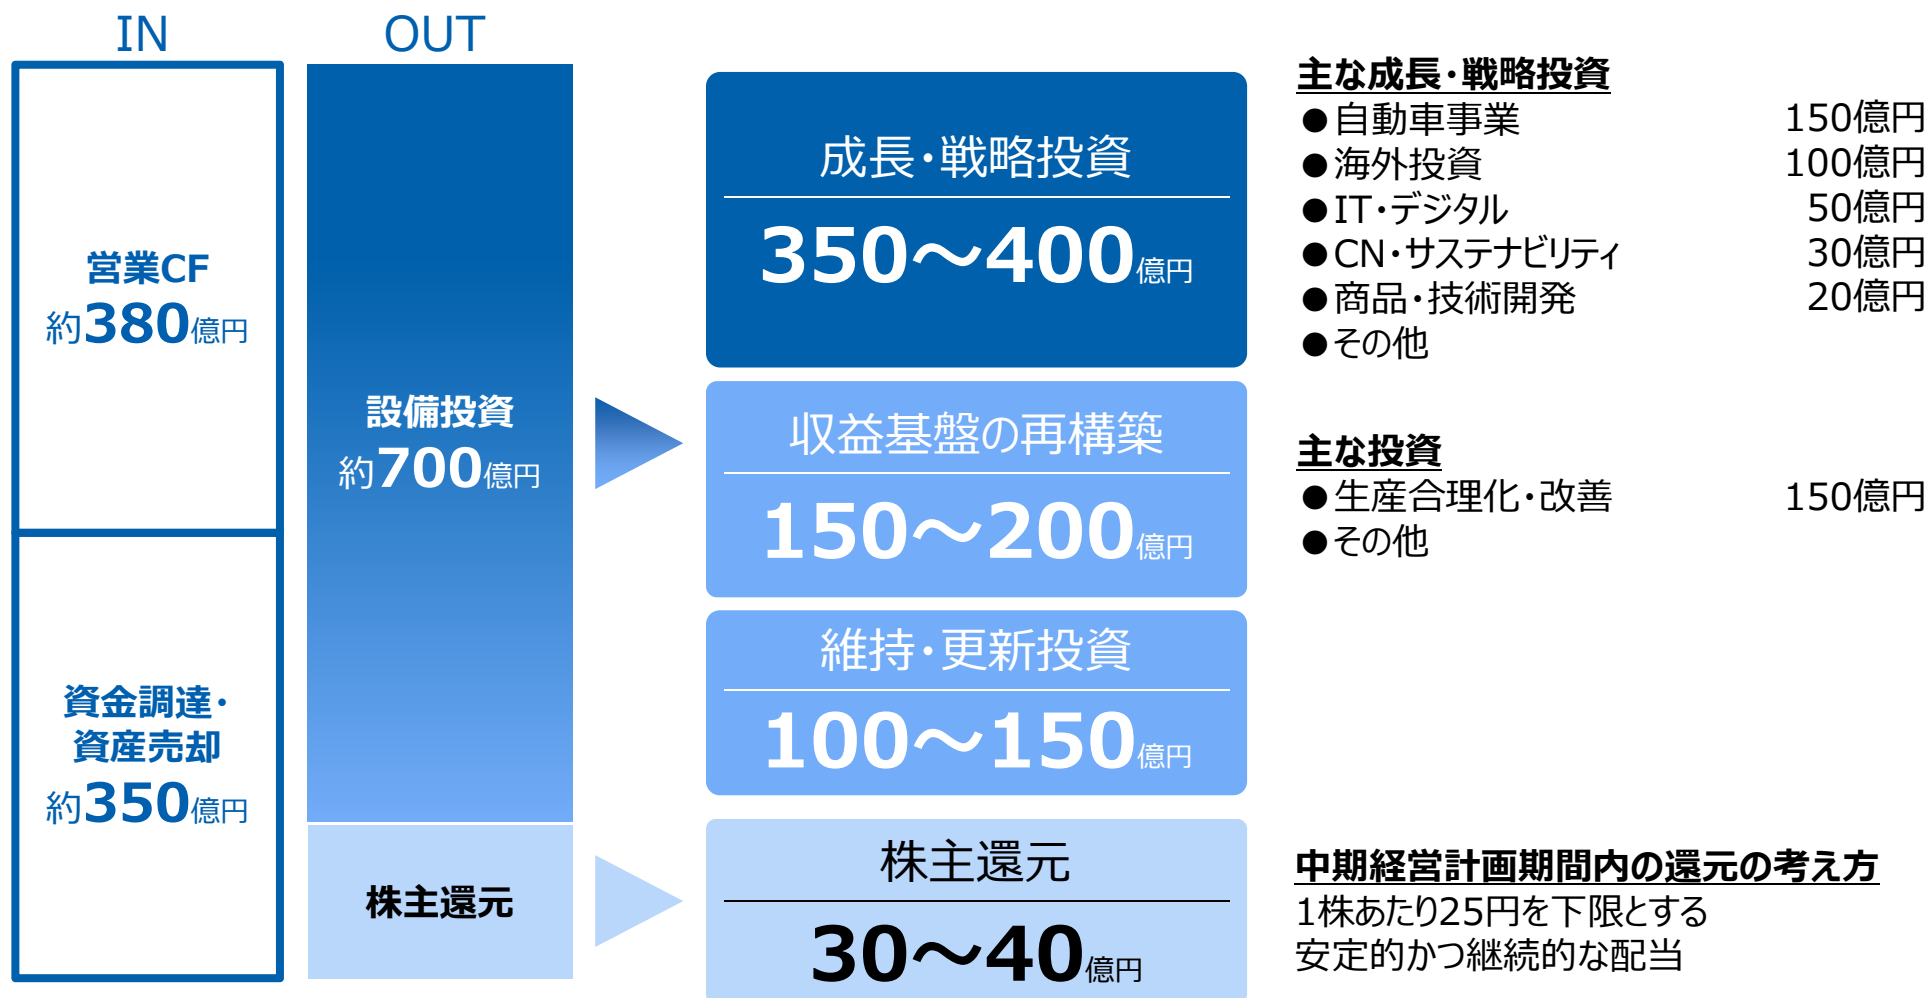 IN
営業CF
約380億円
資金調達・
資産売却
約350億円
OUT
設備投資
約700億円
株主還元
成長・戦略投資
350～400億円
収益基盤の再構築
150～200億円
維持・更新投資
100～150億円
株主還元
30～40億円
主な成長・戦略投資
●自動車事業 150億円
●海外投資 100億円
●IT・デジタル 50億円
●CN・サステナビリティ 30億円
●商品・技術開発 20億円
●その他
主な投資
●生産合理化・改善 150億円
●その他
中期経営計画期間内の還元の考え方
1株あたり25円を下限とする
安定的かつ継続的な配当